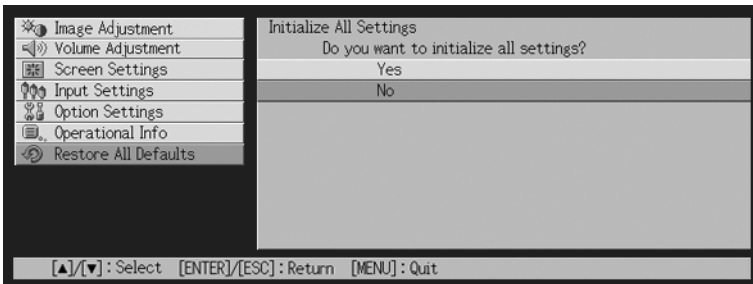 Image Adjustment
Volume Adjustment
Screen Settings
Input Settings
Option Settings
Operational Info
Restore All Defaults
Initialize All Settings
Do you want to initialize all settings?
Yes
No
[▲]/[▼]:Select [ENTER]/[ESC]:Return [MENU]:Quit